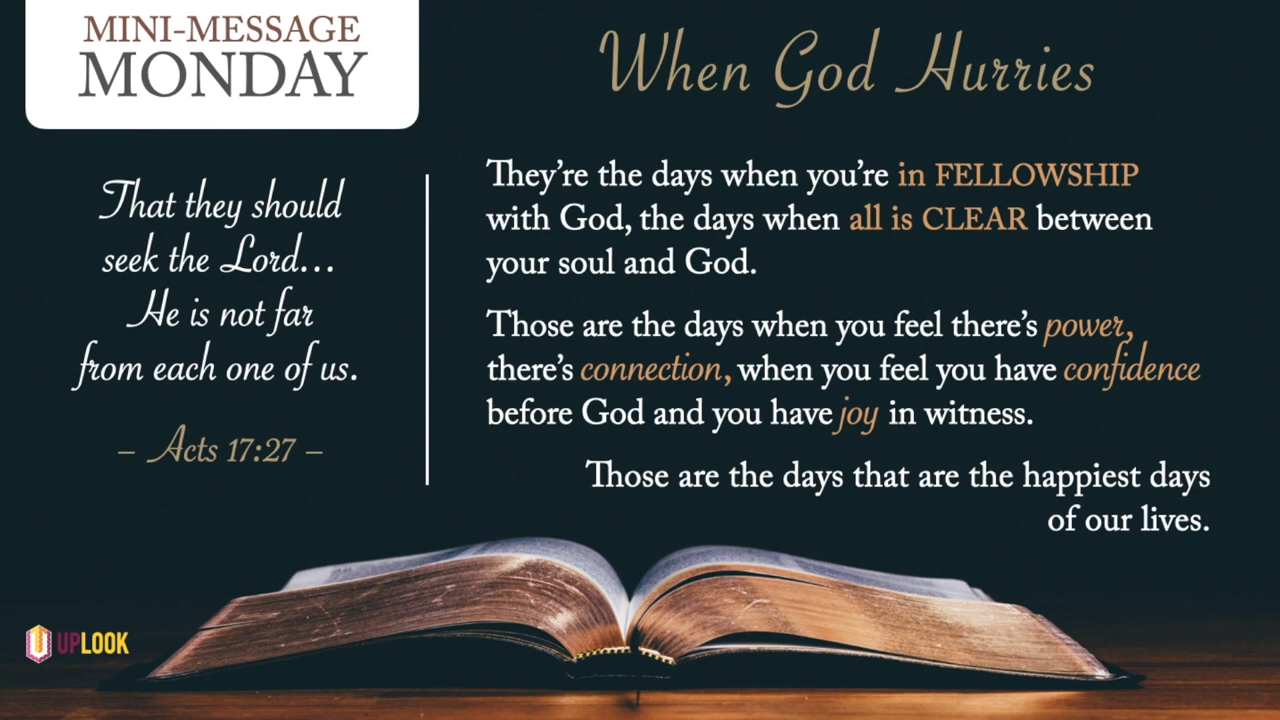 MINI-MESSAGE
MONDAY
When God Hurries
That they should
seek the Lord...
He is not far
from each one of us.
– Acts 17:27 –
They're the days when you're in FELLOWSHIP
with God, the days when all is CLEAR between
your soul and God.
Those are the days when you feel there's power,
there's connection, when you feel you have confidence
before God and you have joy in witness.
Those are the days that are the happiest days
of our lives.
UPLOOK